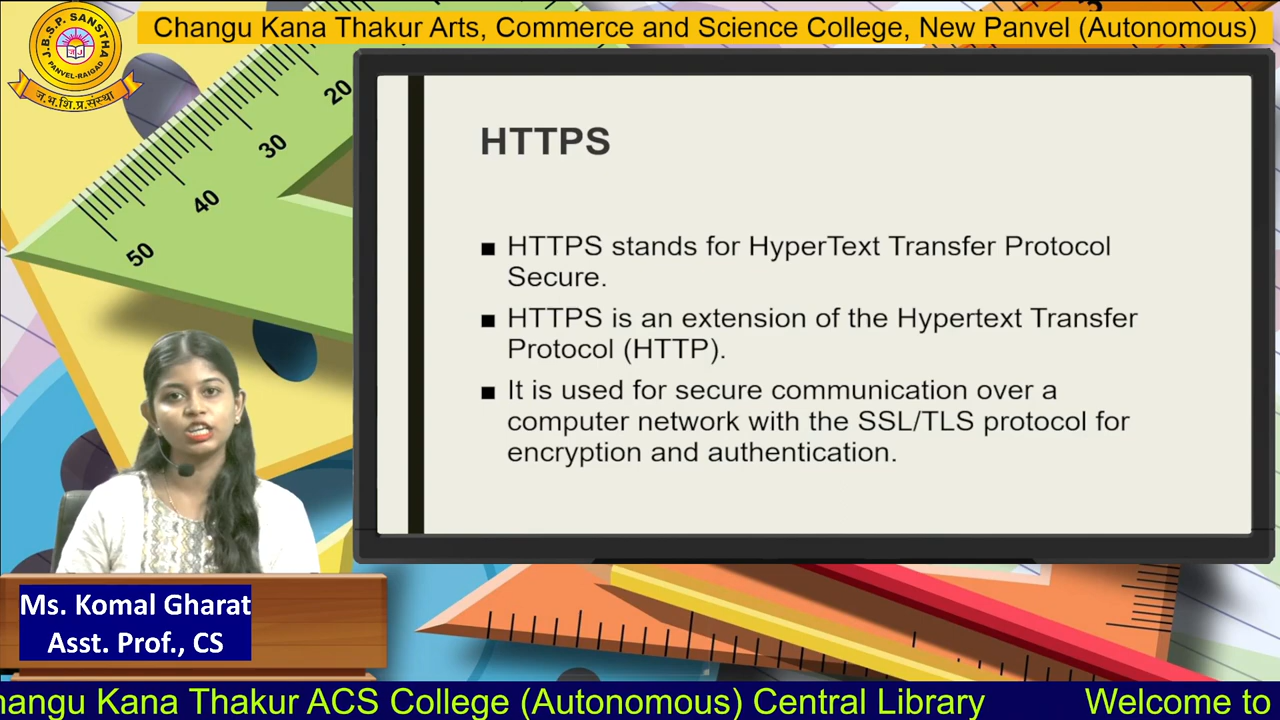 Changu Kana Thakur Arts, Commerce and Science College, New Panvel (Autonomous)
J.B.S.P. SANSTHA
PANVEL-RAIGAD
ज.भ.शि.प्र.संस्था
20
30
40
50
HTTPS
■ HTTPS stands for HyperText Transfer Protocol
Secure.
■ HTTPS is an extension of the Hypertext Transfer
Protocol (HTTP).
■ It is used for secure communication over a
computer network with the SSL/TLS protocol for
encryption and authentication.
Ms. Komal Gharat
Asst. Prof., CS
hangu Kana Thakur ACS College (Autonomous) Central Library Welcome to